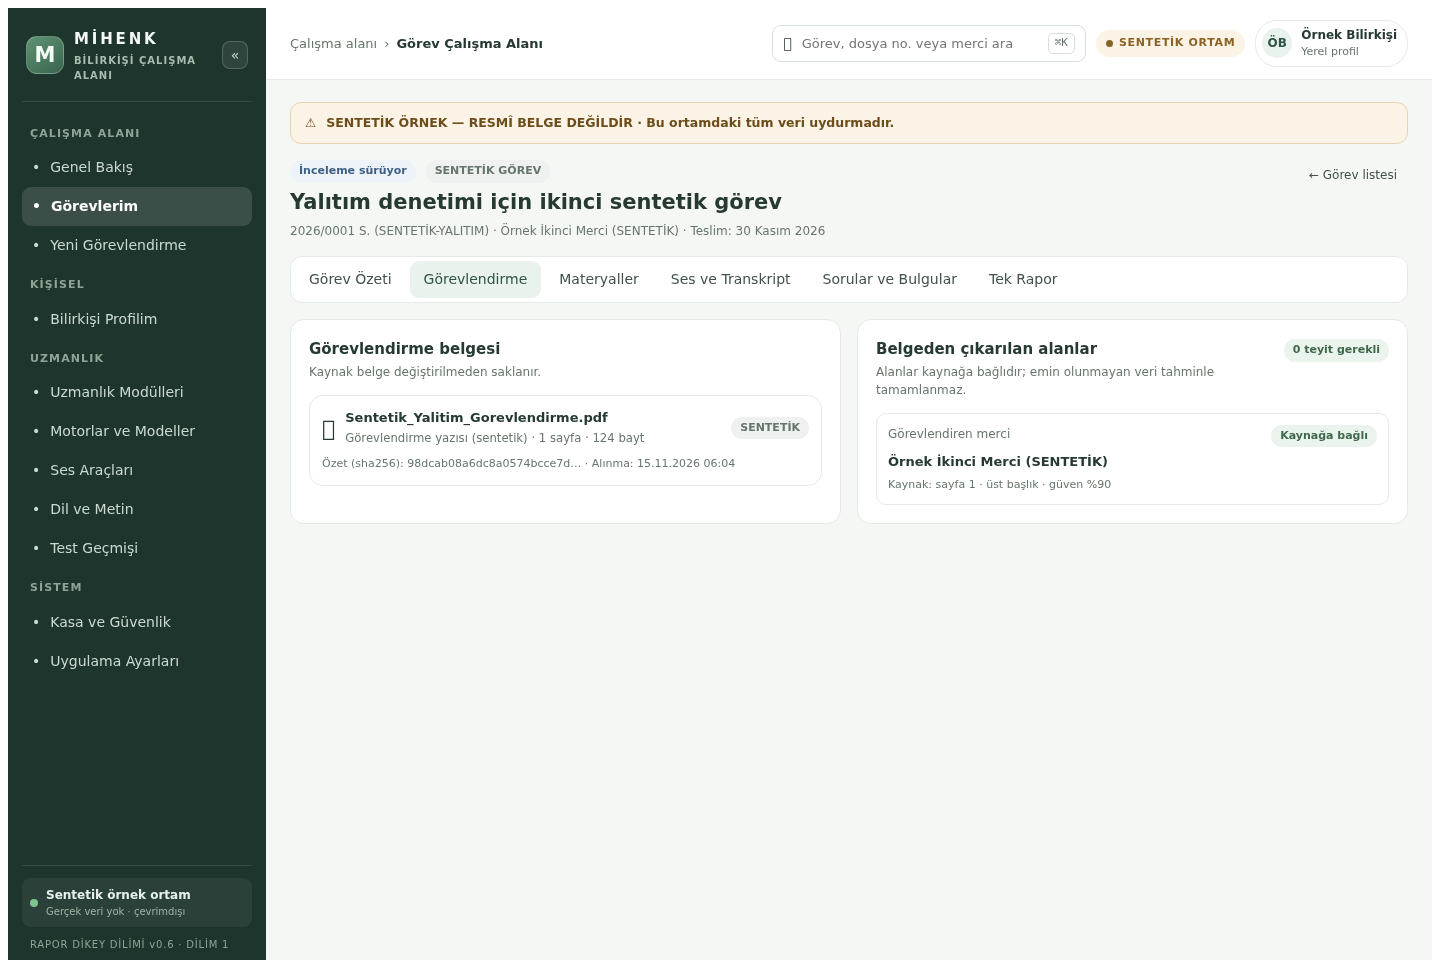 M
MİHENK
BİLİRKİŞİ ÇALIŞMA
ALANI
«
ÇALIŞMA ALANI
• Genel Bakış
• Görevlerim
• Yeni Görevlendirme
KİŞİSEL
• Bilirkişi Profilim
UZMANLIK
• Uzmanlık Modülleri
• Motorlar ve Modeller
• Ses Araçları
• Dil ve Metin
• Test Geçmişi
SİSTEM
• Kasa ve Güvenlik
• Uygulama Ayarları
Sentetik örnek ortam
Gerçek veri yok · çevrimdışı
RAPOR DİKEY DİLİMİ v0.6 · DİLİM 1
Çalışma alanı › Görev Çalışma Alanı
Görev, dosya no. veya merci ara
⌘K
SENTETİK ORTAM
ÖB
Örnek Bilirkişi
Yerel profil
⚠ SENTETİK ÖRNEK — RESMÎ BELGE DEĞİLDİR · Bu ortamdaki tüm veri uydurmadır.
İnceleme sürüyor
SENTETİK GÖREV
← Görev listesi
Yalıtım denetimi için ikinci sentetik görev
2026/0001 S. (SENTETİK-YALITIM) · Örnek İkinci Merci (SENTETİK) · Teslim: 30 Kasım 2026
Görev Özeti
Görevlendirme
Materyaller
Ses ve Transkript
Sorular ve Bulgular
Tek Rapor
Görevlendirme belgesi
Kaynak belge değiştirilmeden saklanır.
Sentetik_Yalitim_Gorevlendirme.pdf
Görevlendirme yazısı (sentetik) · 1 sayfa · 124 bayt
SENTETİK
Özet (sha256): 98dcab08a6dc8a0574bcce7d… · Alınma: 15.11.2026 06:04
Belgeden çıkarılan alanlar
0 teyit gerekli
Alanlar kaynağa bağlıdır; emin olunmayan veri tahminle
tamamlanmaz.
Görevlendiren merci
Kaynağa bağlı
Örnek İkinci Merci (SENTETİK)
Kaynak: sayfa 1 · üst başlık · güven %90